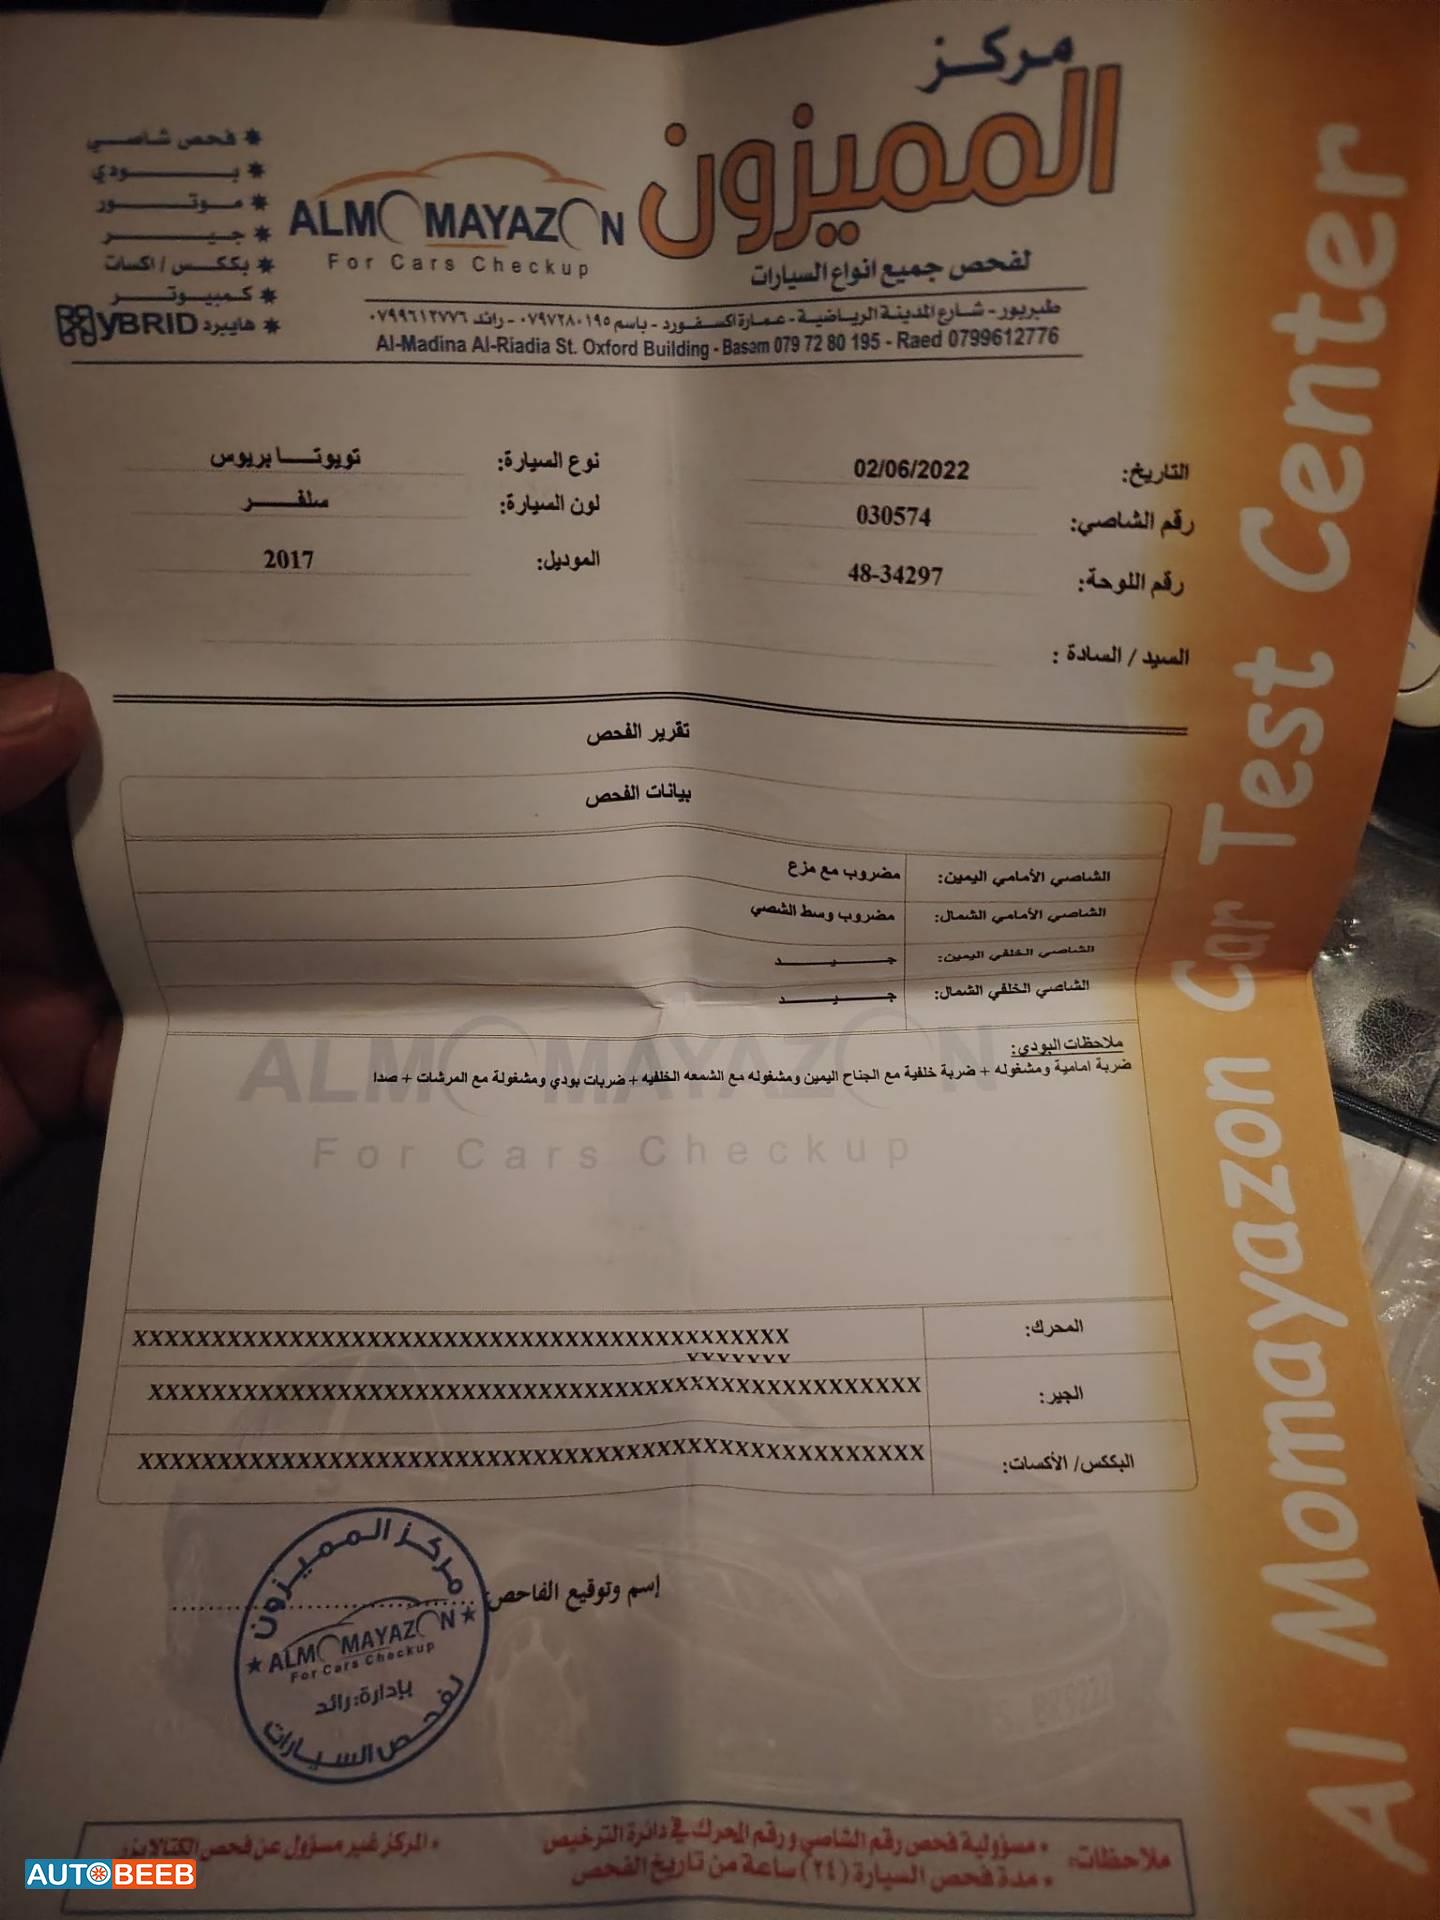 مركز
المميزون
لفحص جميع انواع السيارات
ALMOMAYAZON
For Cars Checkup
* فحص شاصي
* بودي
* موتور
* جير
* بككس / اكسات
* كمبيوتر
* هايبرد HYBRID
طبربور - شارع المدينة الرياضية - عمارة اكسفورد - باسم ٠٧٩٧٢٨٠١٩٥ - رائد ٠٧٩٩٦١٢٧٧٦
Al-Madina Al-Riadia St. Oxford Building - Basem 079 72 80 195 - Raed 0799612776
التاريخ: 02/06/2022 نوع السيارة: تويوتا بريوس
رقم الشاصي: 030574 لون السيارة: سلفر
رقم اللوحة: 48-34297 الموديل: 2017
السيد / السادة :
تقرير الفحص
بيانات الفحص
الشاصي الأمامي اليمين: مضروب مع مزع
الشاصي الأمامي الشمال: مضروب وسط الشصي
الشاصي الخلفي اليمين: جيد
الشاصي الخلفي الشمال: جيد
ملاحظات البودي:
ضربة امامية ومشغوله + ضربة خلفية مع الجناح اليمين ومشغوله مع الشمعه الخلفيه + ضربات بودي ومشغولة مع المرشات + صدا
ALMOMAYAZON
For Cars Checkup
المحرك: XXXXXXXXXXXXXXXXXXXXXXXXXXXXXXXXXXXXXXXXXX
XXXXXXX
الجير: XXXXXXXXXXXXXXXXXXXXXXXXXXXXXXXXXXXXXXXXXXXXXXXXX
البككس/ الأكسات: XXXXXXXXXXXXXXXXXXXXXXXXXXXXXXXXXXXXXXXXXXXXXXXXX
إسم وتوقيع الفاحص:
مركز المميزون
ALMOMAYAZON
For Cars Checkup
بإدارة: رائد
لفحص السيارات
ملاحظات: * مسؤولية فحص رقم الشاصي ورقم المحرك في دائرة الترخيص * المركز غير مسؤول عن فحص
* مدة فحص السيارة (٢٤) ساعة من تاريخ الفحص
Al Momayazon Car Test Center
AUTOBEEB